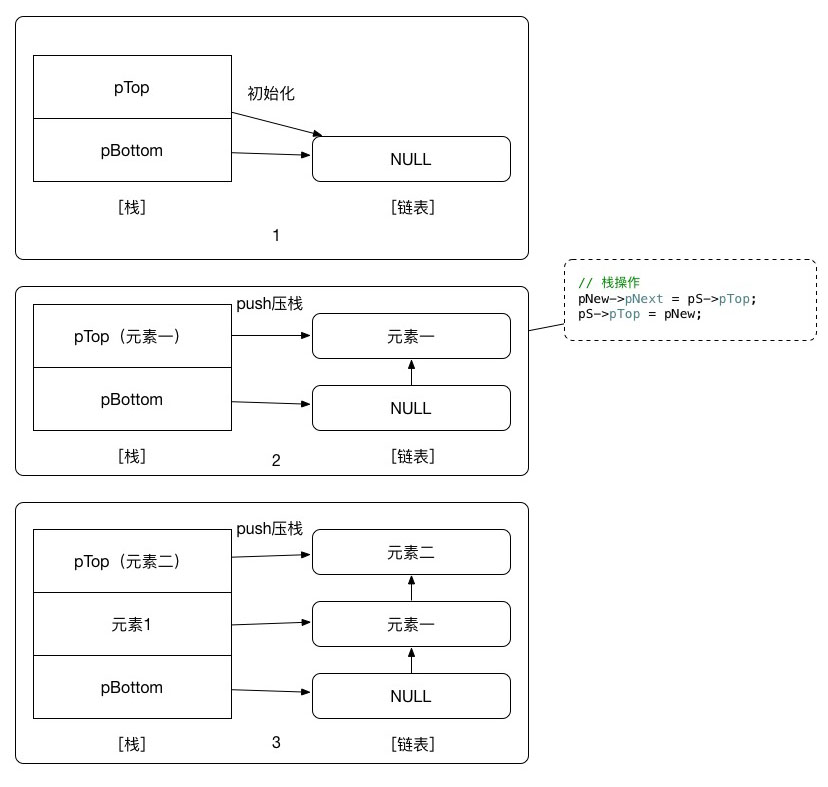 pTop
初始化
pBottom
NULL
[栈]
[链表]
1
// 栈操作
pNew->pNext = pS->pTop;
pS->pTop = pNew;
push压栈
pTop（元素一）
元素一
pBottom
NULL
[栈]
[链表]
2
push压栈
pTop（元素二）
元素二
元素1
元素一
pBottom
NULL
[栈]
[链表]
3